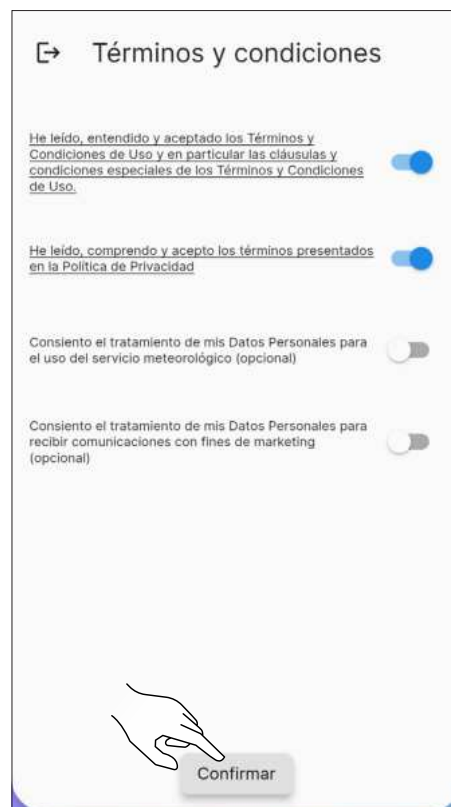 Términos y condiciones
He leído, entendido y aceptado los Términos y
Condiciones de Uso y en particular las cláusulas y
condiciones especiales de los Términos y Condiciones
de Uso.
He leído, comprendo y acepto los términos presentados
en la Política de Privacidad
Consiento el tratamiento de mis Datos Personales para
el uso del servicio meteorológico (opcional)
Consiento el tratamiento de mis Datos Personales para
recibir comunicaciones con fines de marketing
(opcional)
Confirmar